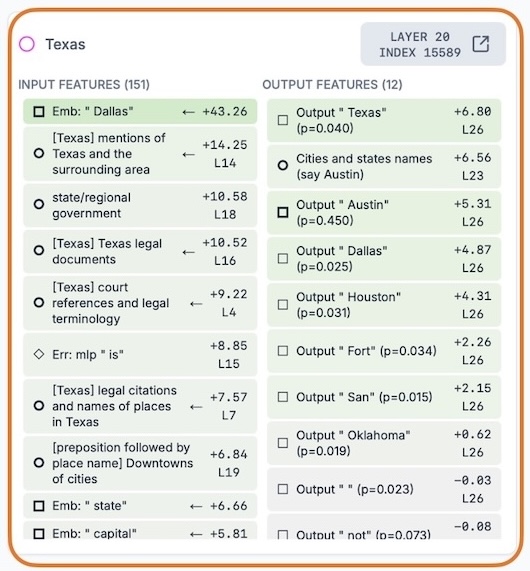 Texas
LAYER 20
INDEX 15589
INPUT FEATURES (151)
Emb: " Dallas" ← +43.26
[Texas] mentions of
Texas and the
surrounding area
← +14.25
L14
state/regional
government
+10.58
L18
[Texas] Texas legal
documents
← +10.52
L16
[Texas] court
references and legal
terminology
← +9.22
L4
Err: mlp " is"
+8.85
L15
[Texas] legal citations
and names of places
in Texas
← +7.57
L7
[preposition followed by
place name] Downtowns
of cities
+6.84
L19
Emb: " state" ← +6.66
Emb: " capital" ← +5.81
OUTPUT FEATURES (12)
Output " Texas"
(p=0.040)
+6.80
L26
Cities and states names
(say Austin)
+6.56
L23
Output " Austin"
(p=0.450)
+5.31
L26
Output " Dallas"
(p=0.025)
+4.87
L26
Output " Houston"
(p=0.031)
+4.31
L26
Output " Fort" (p=0.034)
+2.26
L26
Output " San" (p=0.015)
+2.15
L26
Output " Oklahoma"
(p=0.019)
+0.62
L26
Output " " (p=0.023)
−0.03
L26
Output " not" (p=0.073)
−0.08